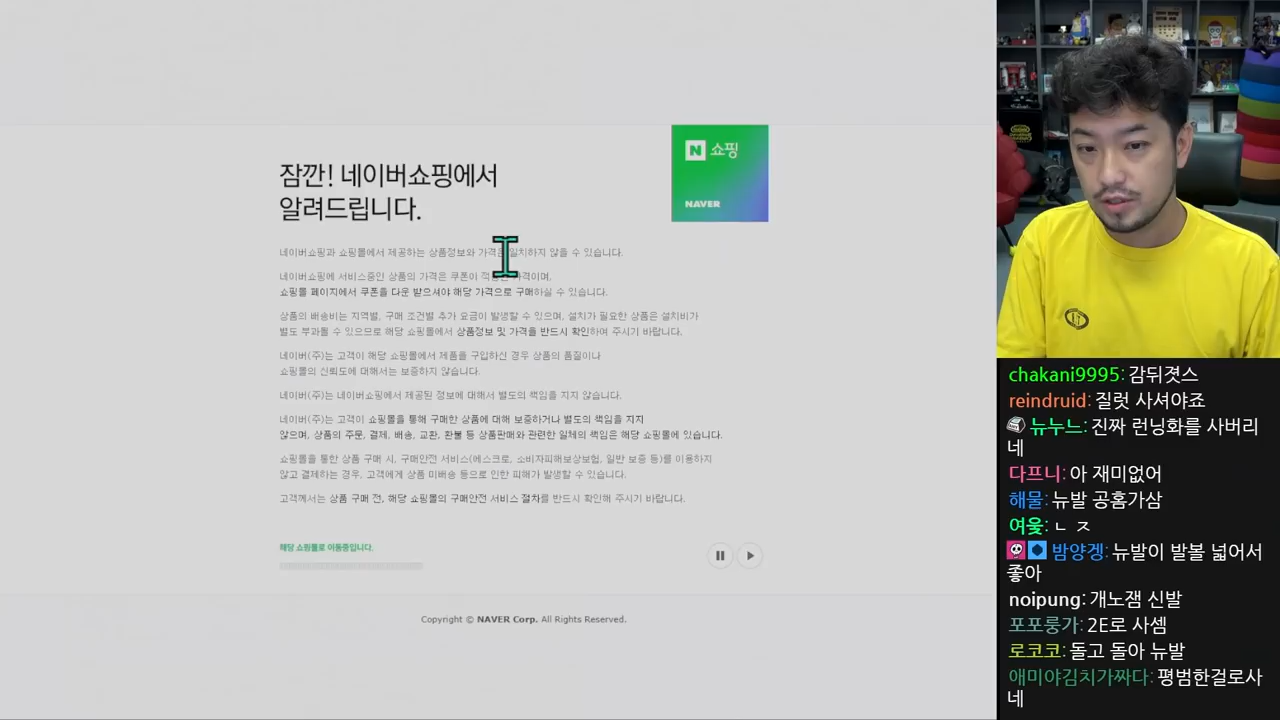 잠깐! 네이버쇼핑에서
알려드립니다.
N 쇼핑
NAVER
네이버쇼핑과 쇼핑몰에서 제공하는 상품정보와 가격은 일치하지 않을 수 있습니다.
네이버쇼핑에 서비스중인 상품의 가격은 쿠폰이 가격이며,
쇼핑몰 페이지에서 쿠폰을 다운 받으셔야 해당 가격으로 구매하실 수 있습니다.
상품의 배송비는 지역별, 구매 조건별 추가 요금이 발생할 수 있으며, 설치가 필요한 상품은 설치비가
별도 부과될 수 있으므로 해당 쇼핑몰에서 상품정보 및 가격을 반드시 확인하여 주시기 바랍니다.
네이버(주)는 고객이 해당 쇼핑몰에서 제품을 구입하신 경우 상품의 품질이나
쇼핑몰의 신뢰도에 대해서는 보증하지 않습니다.
네이버(주)는 네이버쇼핑에서 제공된 정보에 대해서 별도의 책임을 지지 않습니다.
네이버(주)는 고객이 쇼핑몰을 통해 구매한 상품에 대해 보증하거나 별도의 책임을 지지
않으며, 상품의 주문, 결제, 배송, 교환, 환불 등 상품판매와 관련한 일체의 책임은 해당 쇼핑몰에 있습니다.
쇼핑몰을 통한 상품 구매 시, 구매안전 서비스(에스크로, 소비자피해보상보험, 일반 보증 등)를 이용하지
않고 결제하는 경우, 고객에게 상품 미배송 등으로 인한 피해가 발생할 수 있습니다.
고객께서는 상품 구매 전, 해당 쇼핑몰의 구매안전 서비스 절차를 반드시 확인해 주시기 바랍니다.
해당 쇼핑몰로 이동중입니다.
Copyright © NAVER Corp. All Rights Reserved.
chakani9995: 감뒤졋스
reindruid: 질럿 사셔야죠
뉴누느: 진짜 런닝화를 사버리
네
다프니: 아 재미없어
해물: 뉴발 공홈가삼
여윷: ㄴ ㅈ
밤양겡: 뉴발이 발볼 넓어서
좋아
noipung: 개노잼 신발
포포룽가: 2E로 사셈
로코코: 돌고 돌아 뉴발
애미야김치가짜다: 평범한걸로사
네